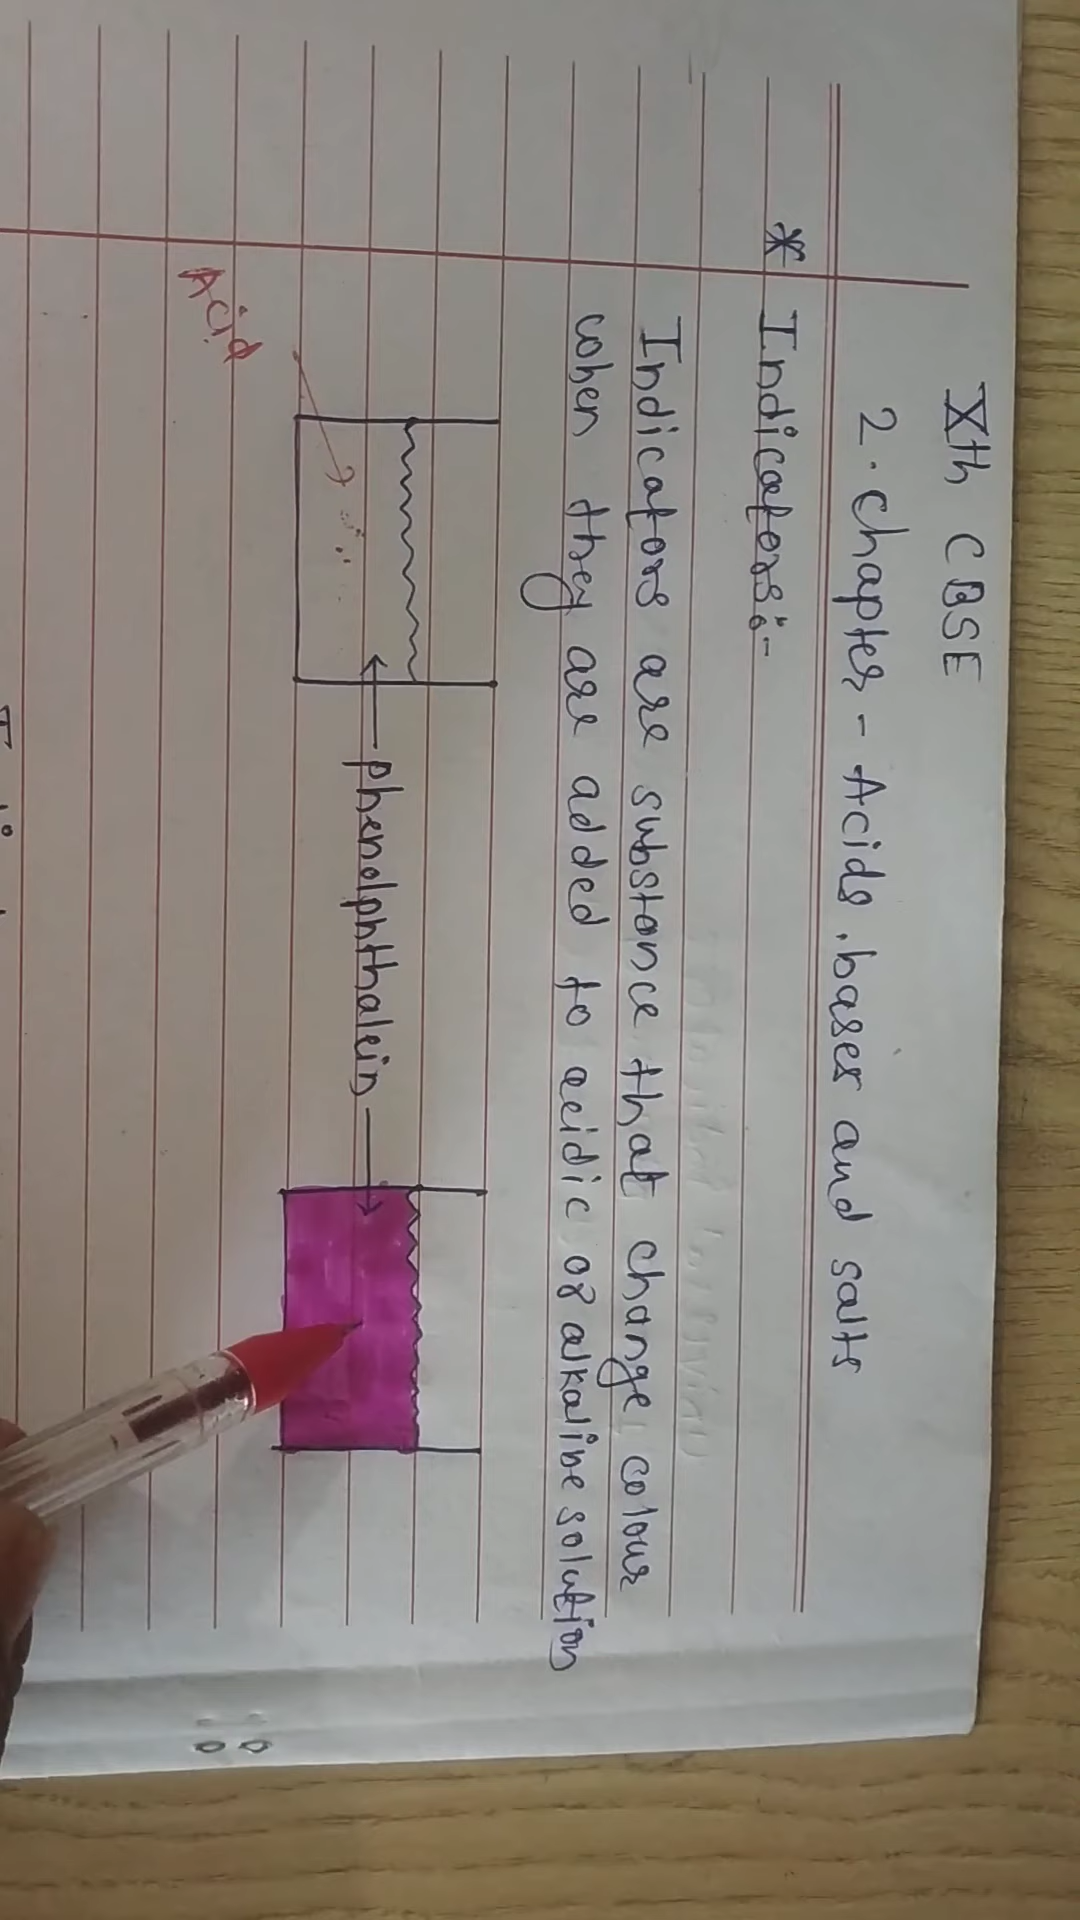 Xth CBSE
2. chapter - Acids, bases and salts
* Indicators:-
Indicators are substance that change colour
when they are added to acidic or alkaline solution
phenolphthalein
Acid